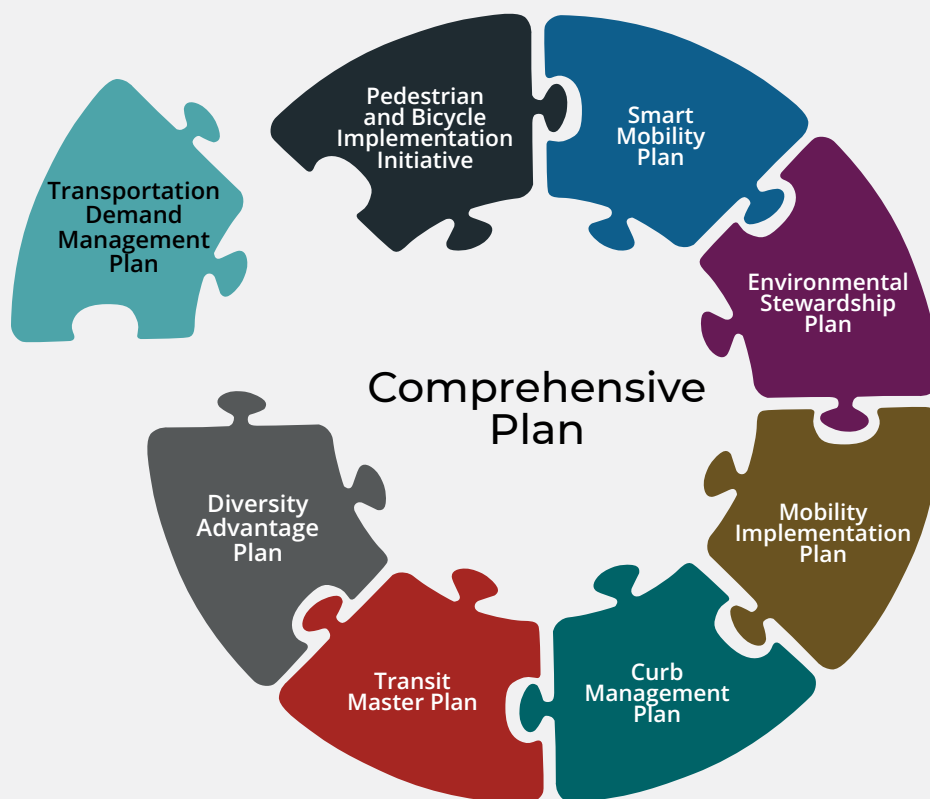 Pedestrian
and Bicycle
Implementation
Initiative
Smart
Mobility
Plan
Transportation
Demand
Management
Plan
Environmental
Stewardship
Plan
Comprehensive
Plan
Diversity
Advantage
Plan
Mobility
Implementation
Plan
Transit
Master Plan
Curb
Management
Plan